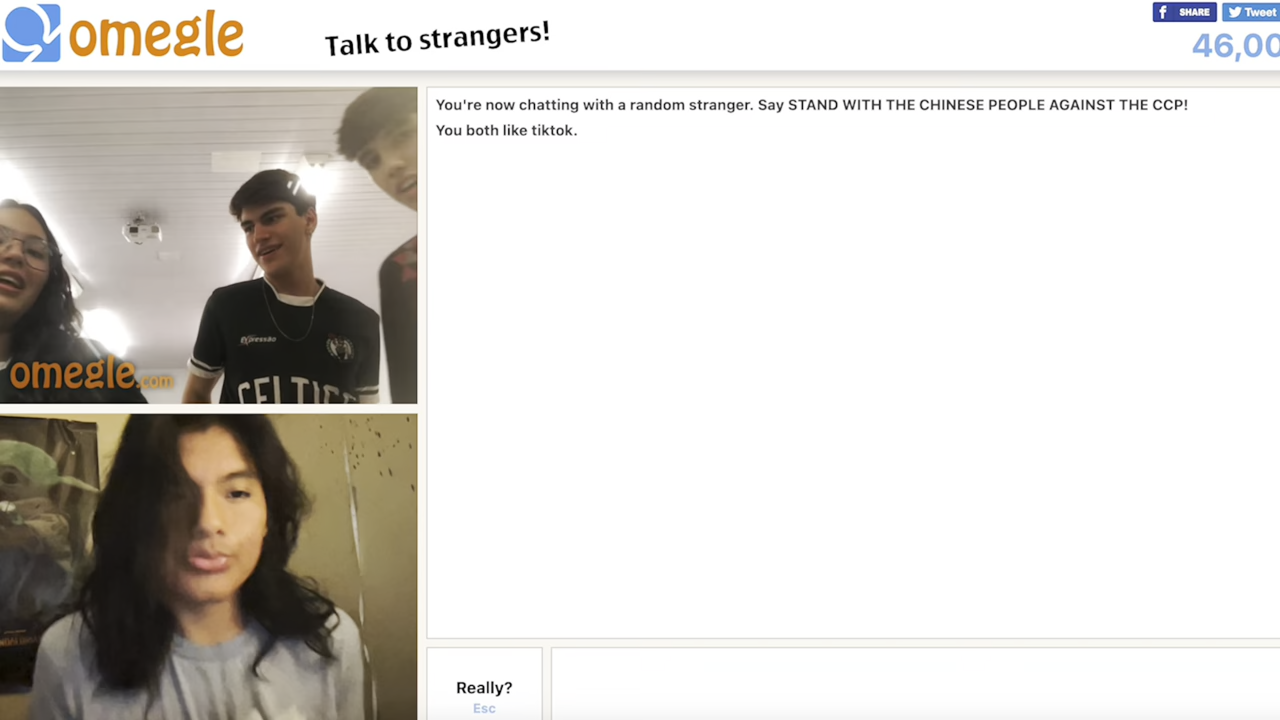 omegle
Talk to strangers!
SHARE
Tweet
46,00
You're now chatting with a random stranger. Say STAND WITH THE CHINESE PEOPLE AGAINST THE CCP!
You both like tiktok.
CELTICS
omegle.com
Really?
Esc